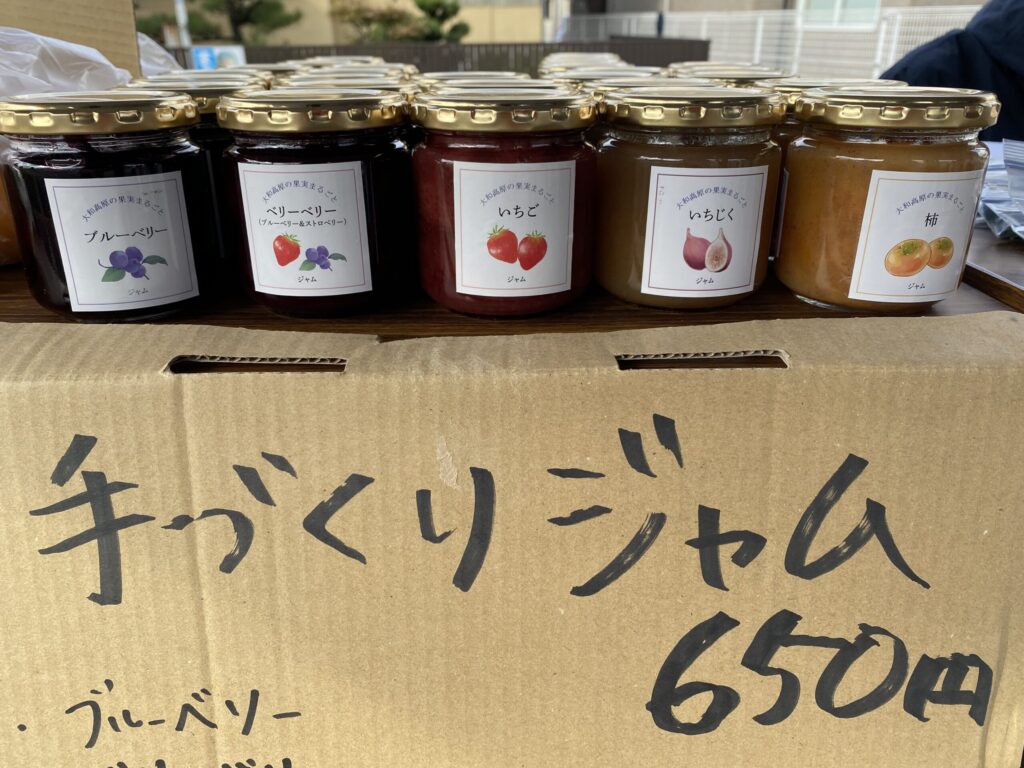 大和高原の果実まるごと
ブルーベリー
ジャム
大和高原の果実まるごと
ベリーベリー
(ブルーベリー&ストロベリー)
ジャム
大和高原の果実まるごと
いちご
ジャム
大和高原の果実まるごと
いちじく
ジャム
大和高原の果実まるごと
柿
ジャム
手づくりジャム
650円
・ブルーベリー